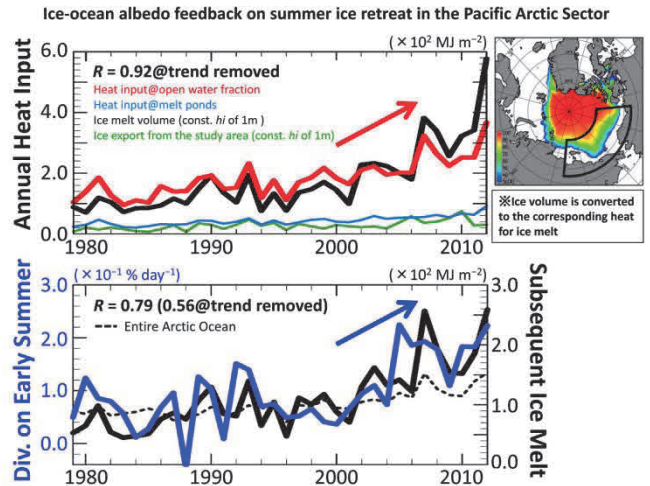 Ice-ocean albedo feedback on summer ice retreat in the Pacific Arctic Sector
(×10² MJ m⁻²)
Annual Heat Input
6.0
4.0
2.0
0.0
R = 0.92@trend removed
Heat input@open water fraction
Heat input@melt ponds
Ice melt volume (const. hi of 1m )
Ice export from the study area (const. hi of 1m)
1980 1990 2000 2010
※Ice volume is converted
to the corresponding heat
for ice melt
(×10⁻¹ % day⁻¹) (×10² MJ m⁻²)
Div. on Early Summer
3.0
2.0
1.0
0.0
R = 0.79 (0.56@trend removed)
Entire Arctic Ocean
3.0
2.0
1.0
0.0
Subsequent Ice Melt
1980 1990 2000 2010